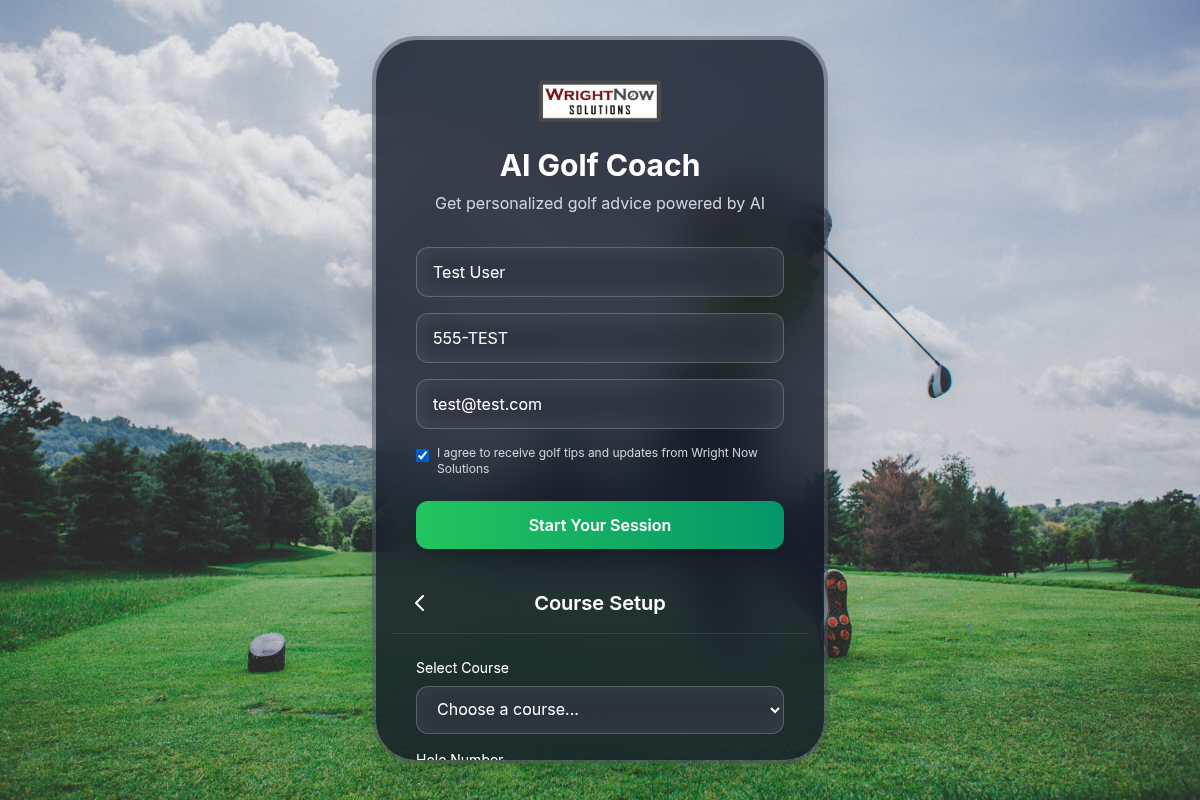 WRIGHTNOW
SOLUTIONS
AI Golf Coach
Get personalized golf advice powered by AI
Test User
555-TEST
test@test.com
I agree to receive golf tips and updates from Wright Now
Solutions
Start Your Session
Course Setup
Select Course
Choose a course...
Hole Number